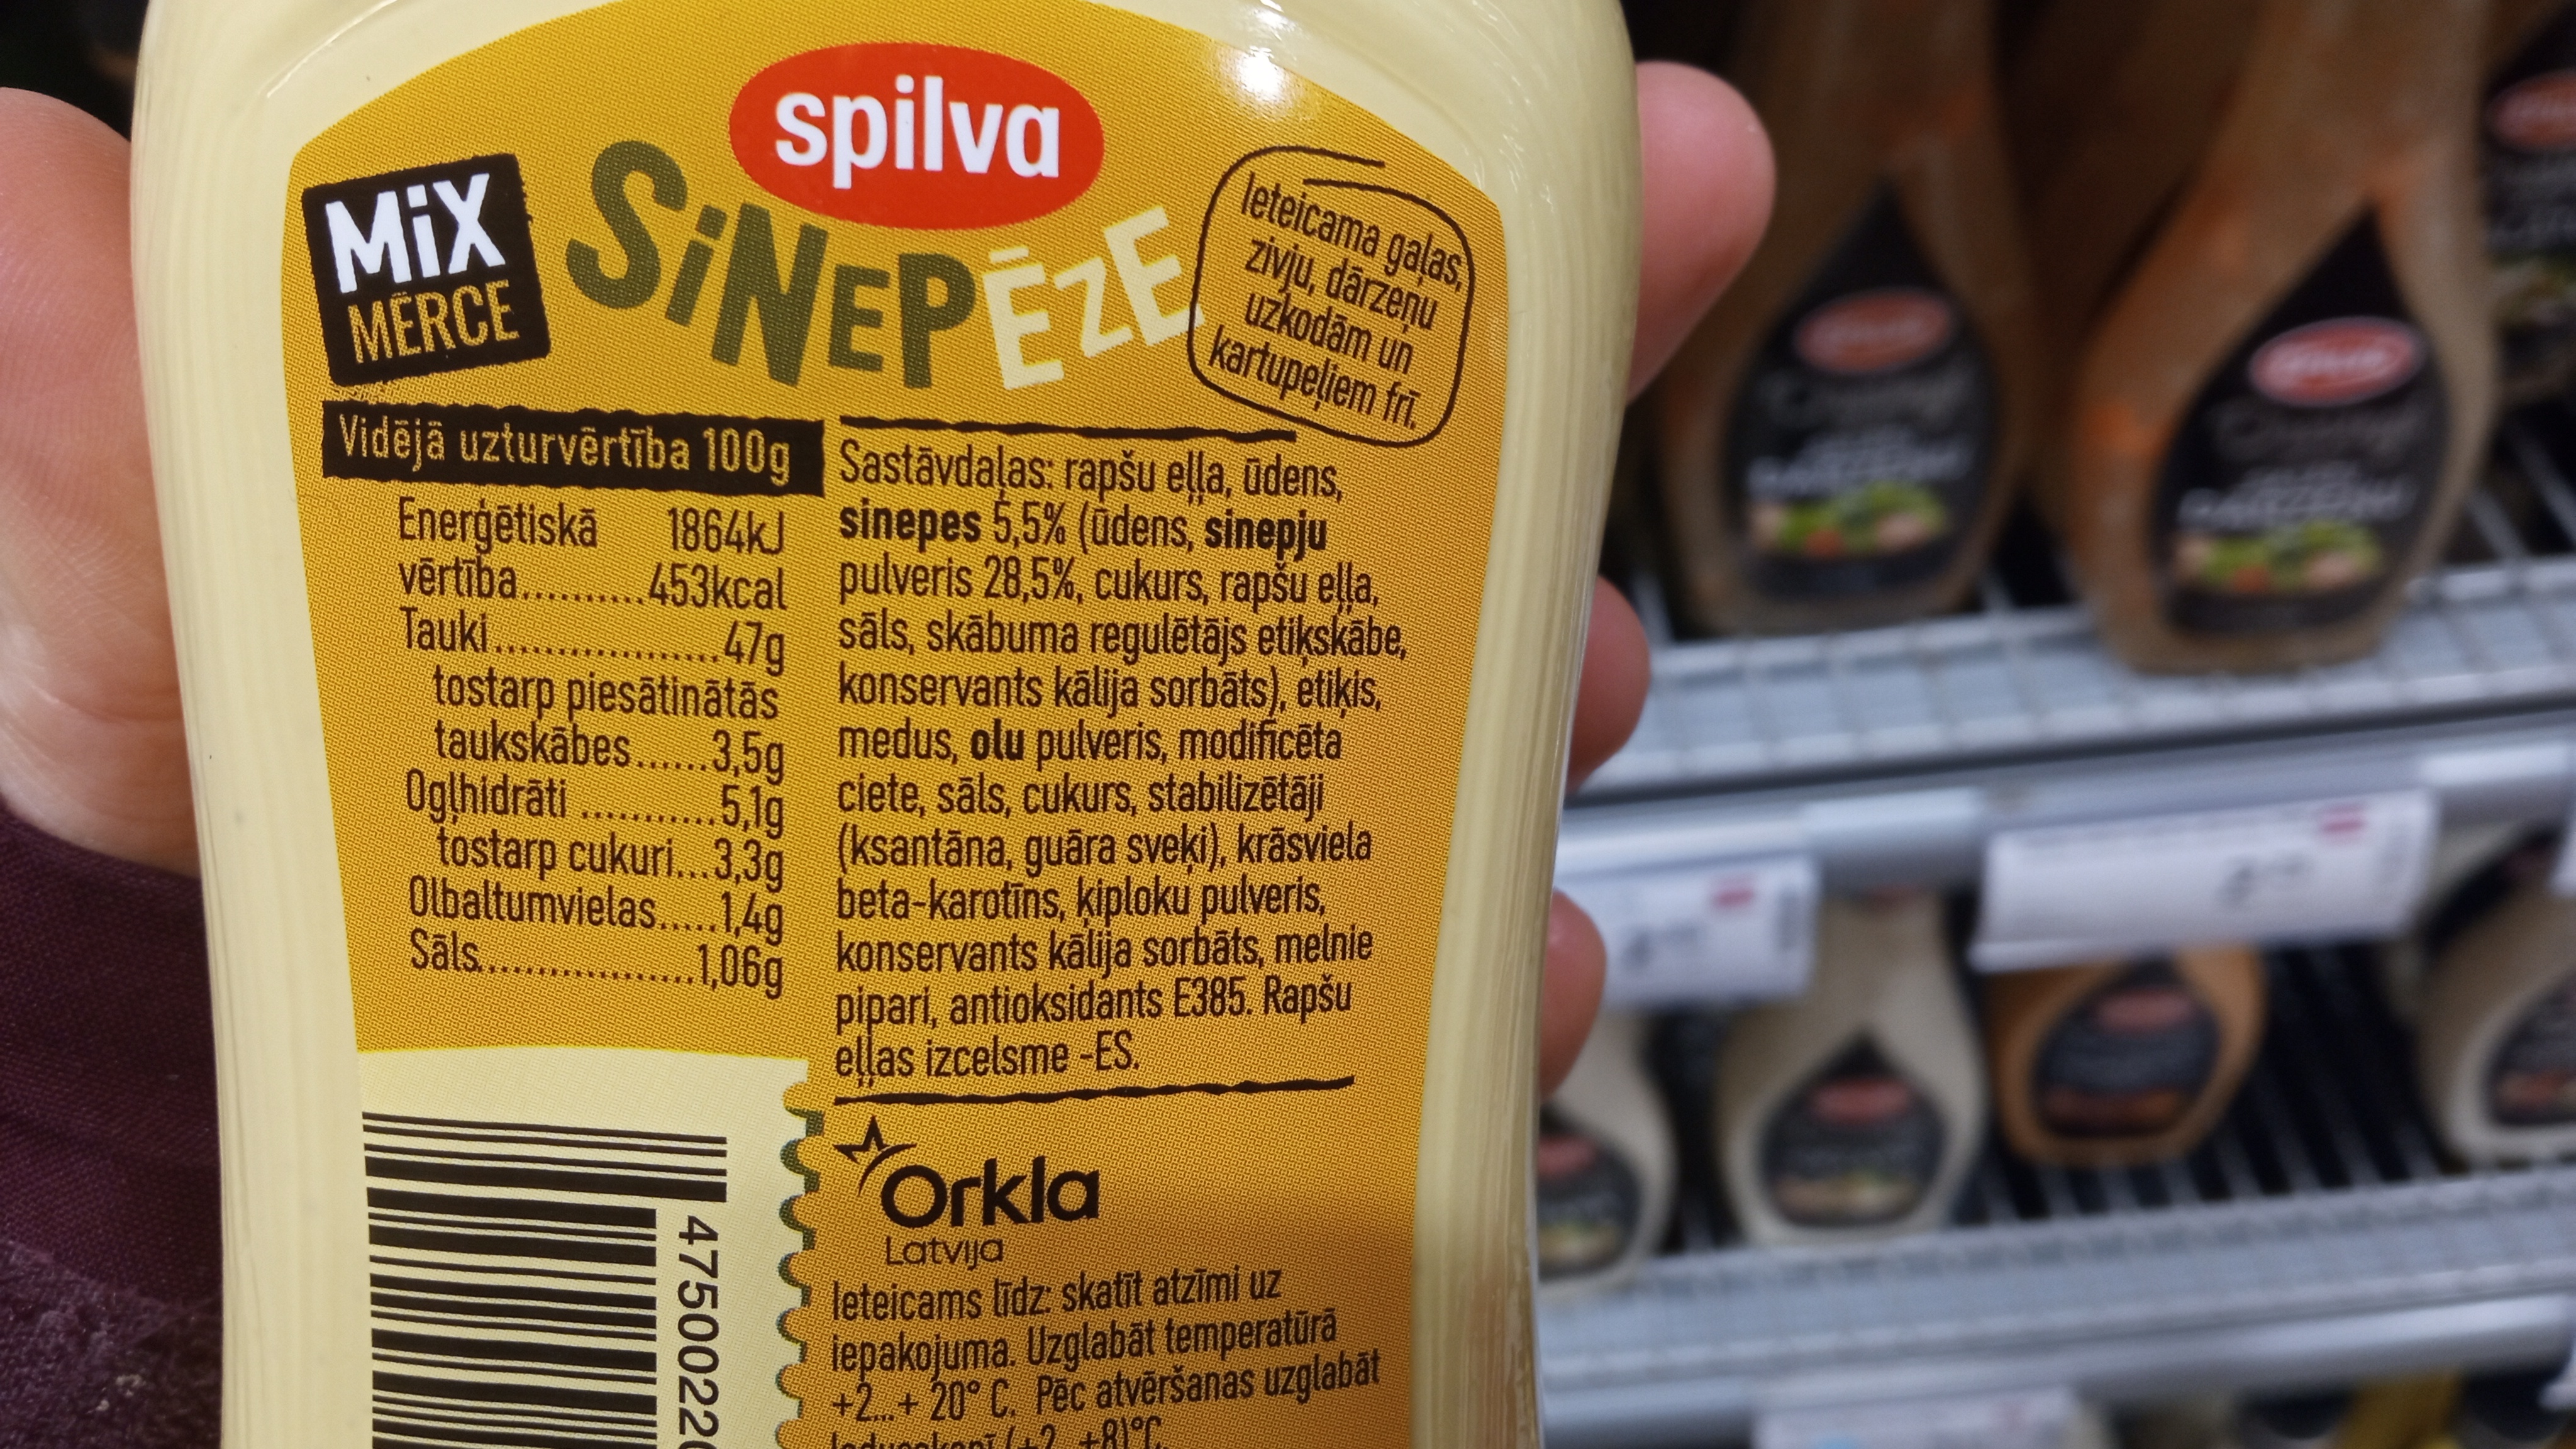 spilva
MiX
MĒRCE
SiNEPĒZE
Ieteicama gaļas,
zivju, dārzeņu
uzkodām un
kartupeļiem frī.
Vidējā uzturvērtība 100g
Enerģētiskā 1864kJ
vērtība..........453kcal
Tauki..................47g
tostarp piesātinātās
taukskābes......3,5g
Ogļhidrāti...........5,1g
tostarp cukuri...3,3g
Olbaltumvielas.....1,4g
Sāls.................1,06g
Sastāvdaļas: rapšu eļļa, ūdens,
sinepes 5,5% (ūdens, sinepju
pulveris 28,5%, cukurs, rapšu eļļa,
sāls, skābuma regulētājs etiķskābe,
konservants kālija sorbāts), etiķis,
medus, olu pulveris, modificēta
ciete, sāls, cukurs, stabilizētāji
(ksantāna, guāra sveķi), krāsviela
beta-karotīns, ķiploku pulveris,
konservants kālija sorbāts, melnie
pipari, antioksidants E385. Rapšu
eļļas izcelsme -ES.
Orkla
Latvija
Ieteicams līdz: skatīt atzīmi uz
iepakojuma. Uzglabāt temperatūrā
+2...+ 20° C. Pēc atvēršanas uzglabāt
(+2...+8)°C.
4750022